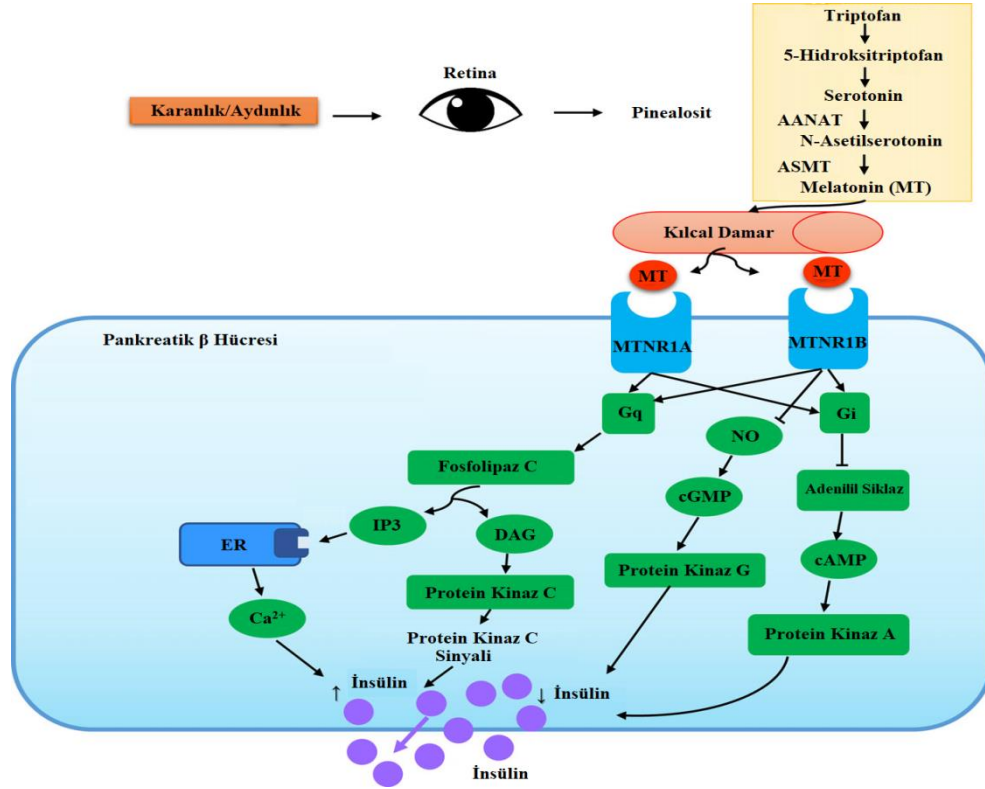 Triptofan
5-Hidroksitriptofan
Serotonin
AANAT
N-Asetilserotonin
ASMT
Melatonin (MT)
Karanlık/Aydınlık
Retina
Pinealosit
Kılcal Damar
MT
MT
Pankreatik β Hücresi
MTNR1A
MTNR1B
Gq
Gi
NO
Fosfolipaz C
cGMP
Adenilil Siklaz
IP3
DAG
ER
cAMP
Protein Kinaz C
Protein Kinaz G
Ca²⁺
Protein Kinaz A
Protein Kinaz C
Sinyali
↑ İnsülin
↓ İnsülin
İnsülin